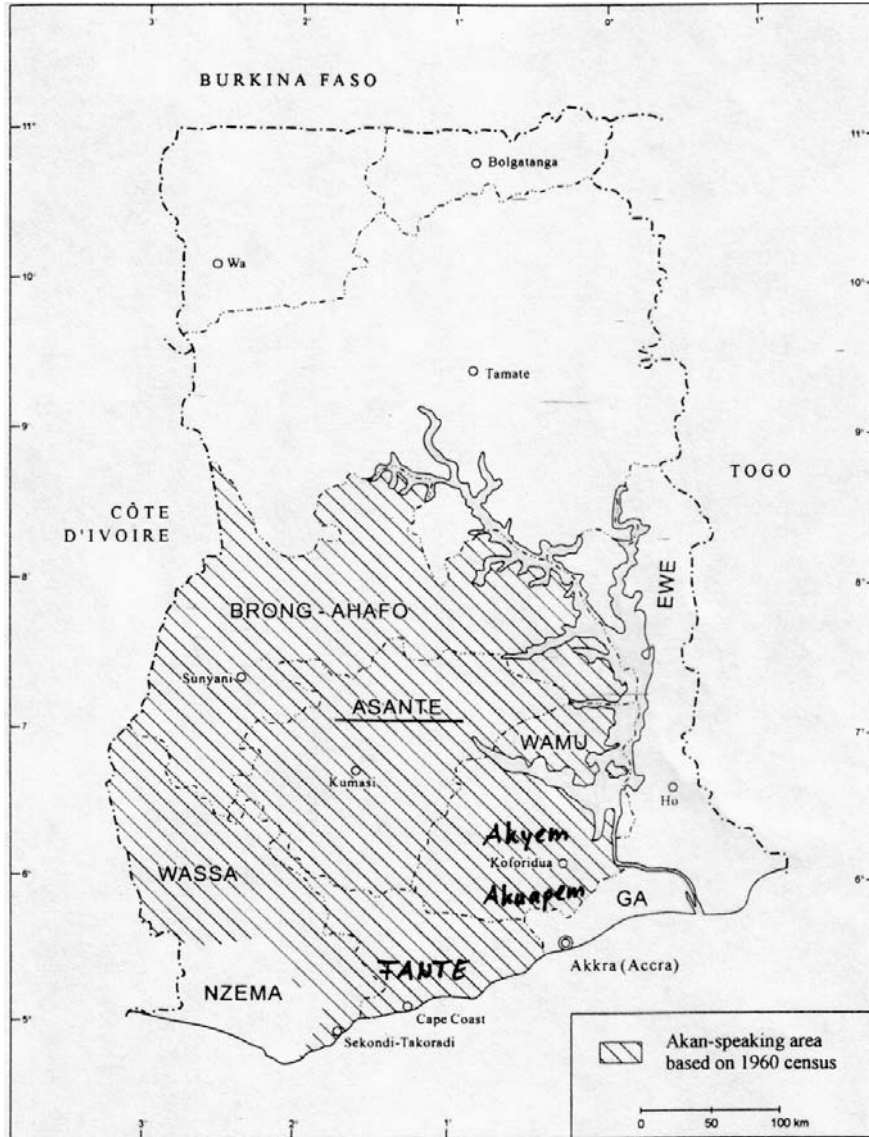 3° 2° 1° 0° 1°
BURKINA FASO
11° 11°
Bolgatanga
Wa
10° 10°
Tamate
9° 9°
TOGO
CÔTE
D'IVOIRE
8° 8°
EWE
BRONG - AHAFO
Sunyani
ASANTE
7° 7°
WAMU
Kumasi
Ho
Akyem
Koforidua
6° 6°
WASSA
Akuapem
GA
Akkra (Accra)
FANTE
NZEMA
Cape Coast
5°
Sekondi-Takoradi
Akan-speaking area
based on 1960 census
0 50 100 km
3° 2° 1°